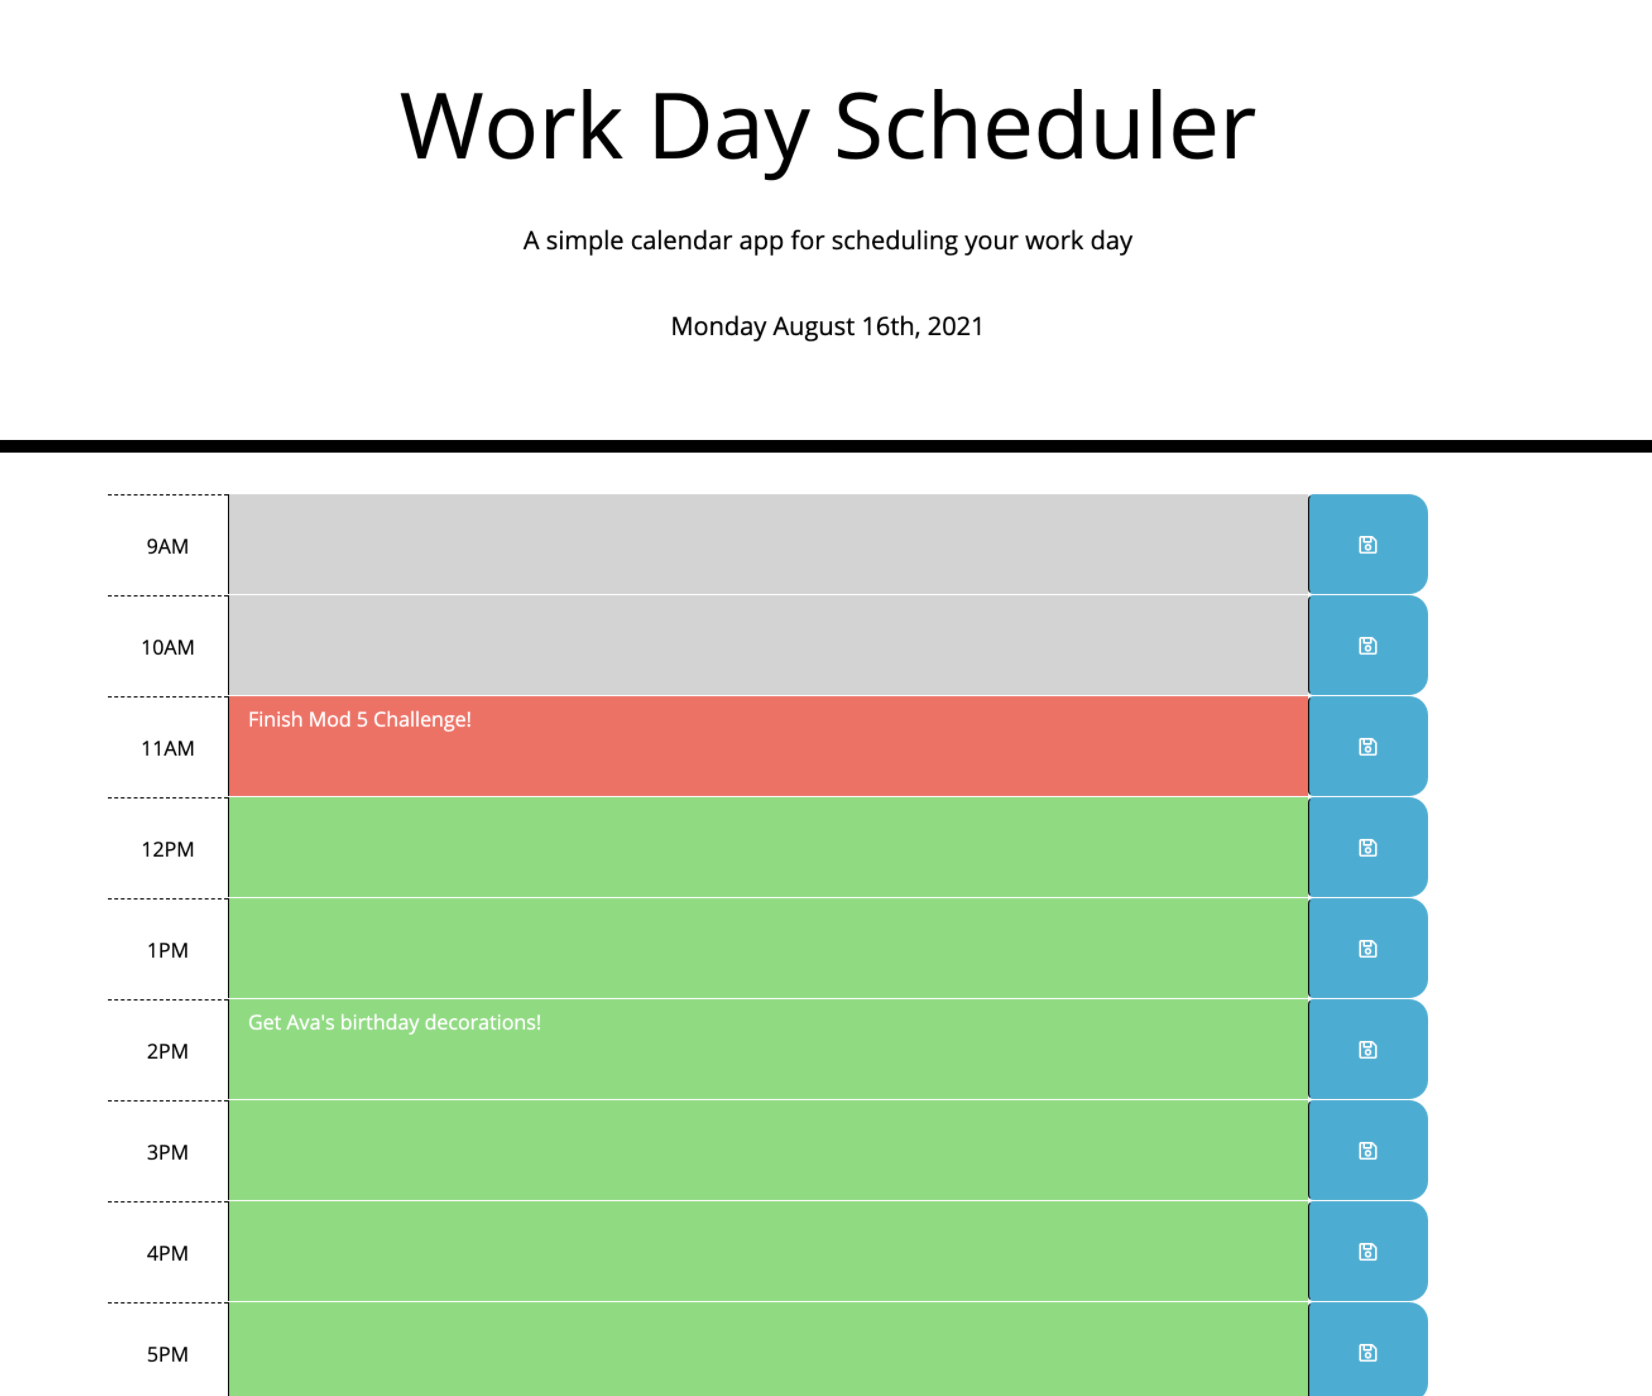 Work Day Scheduler
A simple calendar app for scheduling your work day
Monday August 16th, 2021
9AM
10AM
11AM
Finish Mod 5 Challenge!
12PM
1PM
2PM
Get Ava's birthday decorations!
3PM
4PM
5PM